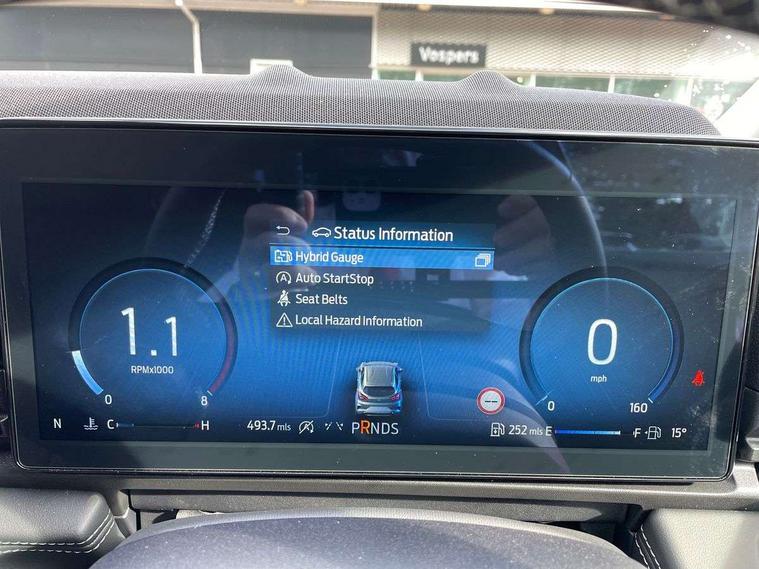 Vospers
Status Information
Hybrid Gauge
Auto StartStop
Seat Belts
Local Hazard Information
1.1
RPMx1000
0 8
0
mph
0 160
N C H 493.7 mls PRNDS 252 mls E F 15°